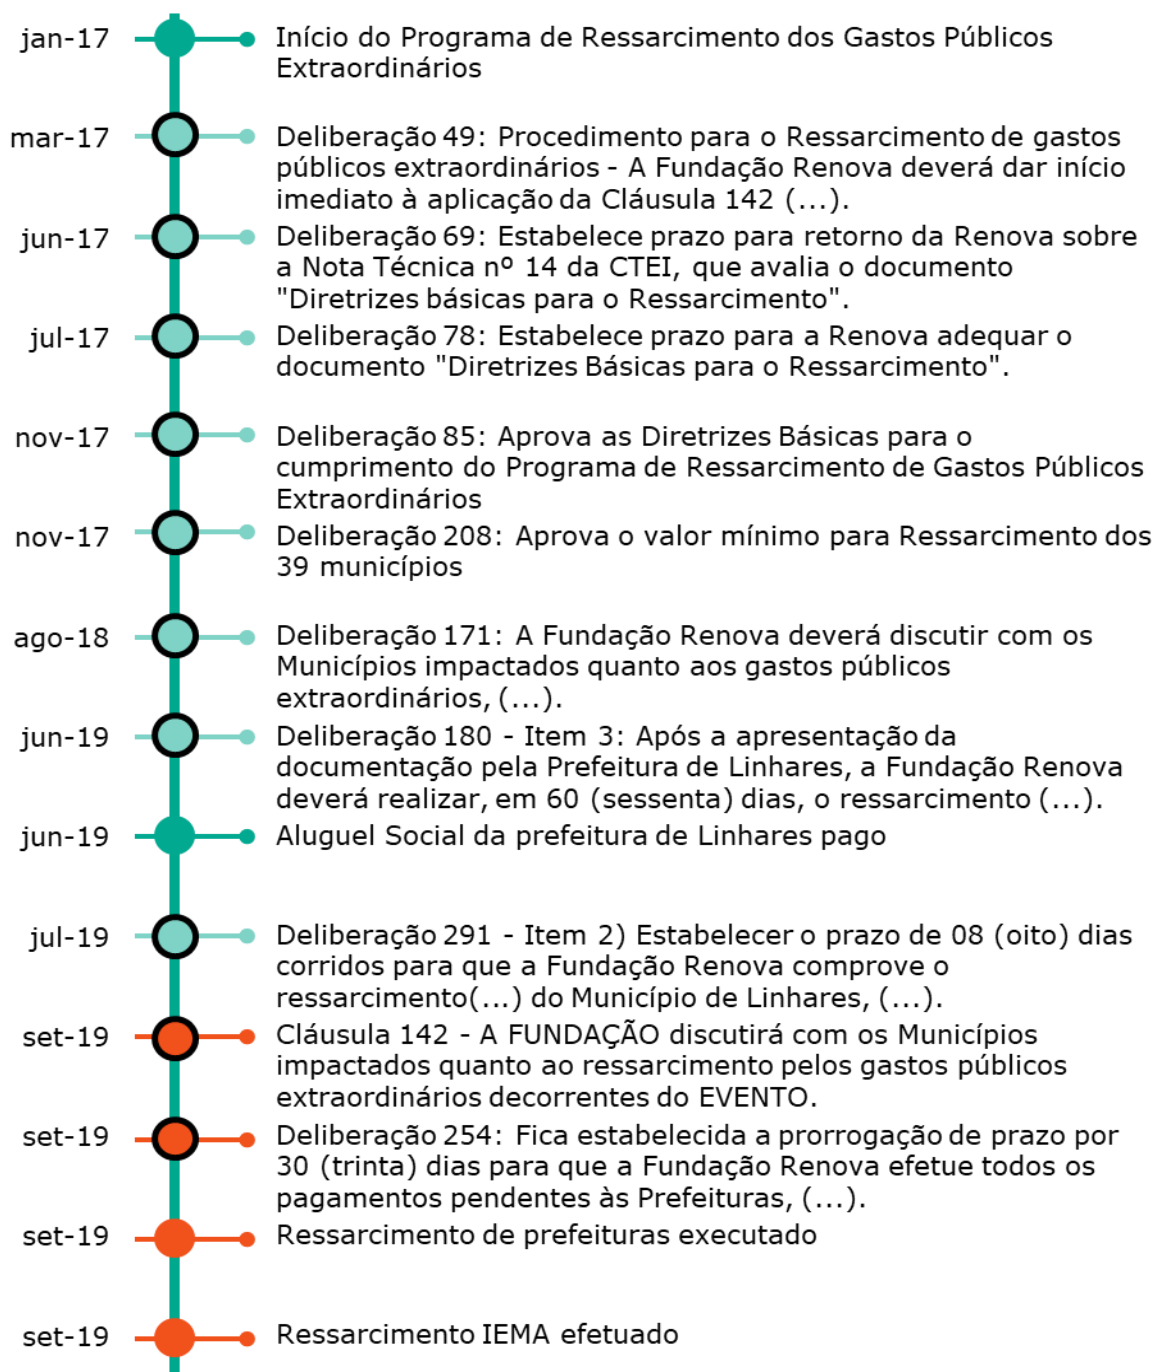 jan-17 Início do Programa de Ressarcimento dos Gastos Públicos
Extraordinários
mar-17 Deliberação 49: Procedimento para o Ressarcimento de gastos
públicos extraordinários - A Fundação Renova deverá dar início
imediato à aplicação da Cláusula 142 (...).
jun-17 Deliberação 69: Estabelece prazo para retorno da Renova sobre
a Nota Técnica nº 14 da CTEI, que avalia o documento
"Diretrizes básicas para o Ressarcimento".
jul-17 Deliberação 78: Estabelece prazo para a Renova adequar o
documento "Diretrizes Básicas para o Ressarcimento".
nov-17 Deliberação 85: Aprova as Diretrizes Básicas para o
cumprimento do Programa de Ressarcimento de Gastos Públicos
Extraordinários
nov-17 Deliberação 208: Aprova o valor mínimo para Ressarcimento dos
39 municípios
ago-18 Deliberação 171: A Fundação Renova deverá discutir com os
Municípios impactados quanto aos gastos públicos
extraordinários, (...).
jun-19 Deliberação 180 - Item 3: Após a apresentação da
documentação pela Prefeitura de Linhares, a Fundação Renova
deverá realizar, em 60 (sessenta) dias, o ressarcimento (...).
jun-19 Aluguel Social da prefeitura de Linhares pago
jul-19 Deliberação 291 - Item 2) Estabelecer o prazo de 08 (oito) dias
corridos para que a Fundação Renova comprove o
ressarcimento(...) do Município de Linhares, (...).
set-19 Cláusula 142 - A FUNDAÇÃO discutirá com os Municípios
impactados quanto ao ressarcimento pelos gastos públicos
extraordinários decorrentes do EVENTO.
set-19 Deliberação 254: Fica estabelecida a prorrogação de prazo por
30 (trinta) dias para que a Fundação Renova efetue todos os
pagamentos pendentes às Prefeituras, (...).
set-19 Ressarcimento de prefeituras executado
set-19 Ressarcimento IEMA efetuado